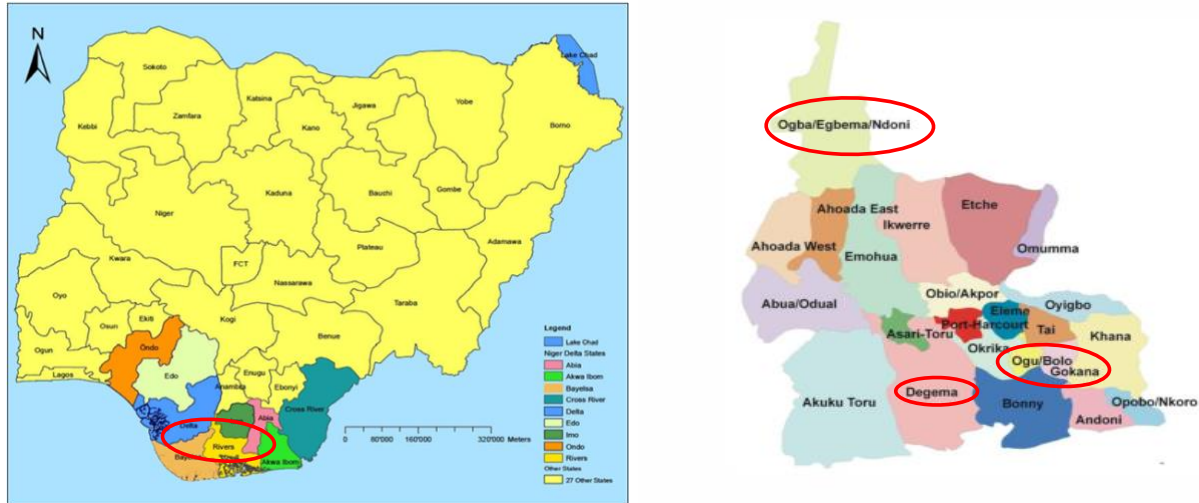 N
Lake Chad
Sokoto
Katsina
Jigawa
Yobe
Borno
Zamfara
Kebbi
Kano
Kaduna
Bauchi
Gombe
Niger
Adamawa
Plateau
FCT
Kwara
Nassarawa
Taraba
Oyo
Kogi
Benue
Ekiti
Osun
Ogun
Ondo
Lagos
Edo
Enugu
Anambra
Ebonyi
Cross River
Abia
Delta
Rivers
Akwa Ibom
0 80'000 160'000 320'000 Meters
Legend
Lake Chad
Niger Delta States
Abia
Akwa Ibom
Bayelsa
Cross River
Delta
Edo
Imo
Ondo
Rivers
Other States
27 Other States
Ogba/Egbema/Ndoni
Ahoada East
Ikwerre
Etche
Ahoada West
Emohua
Omumma
Abua/Odual
Obio/Akpor
Oyigbo
Eleme
Port-Harcourt
Asari-Toru
Tai
Khana
Okrika
Ogu/Bolo
Gokana
Akuku Toru
Degema
Bonny
Opobo/Nkoro
Andoni